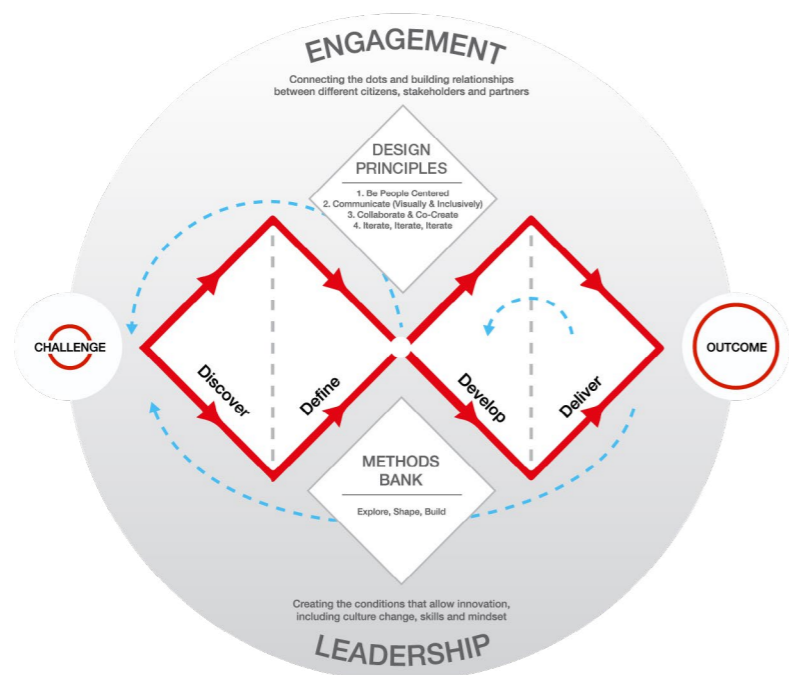 ENGAGEMENT
Connecting the dots and building relationships
between different citizens, stakeholders and partners
DESIGN
PRINCIPLES
1. Be People Centered
2. Communicate (Visually & Inclusively)
3. Collaborate & Co-Create
4. Iterate, Iterate, Iterate
CHALLENGE
OUTCOME
Discover
Define
Develop
Deliver
METHODS
BANK
Explore, Shape, Build
Creating the conditions that allow innovation,
including culture change, skills and mindset
LEADERSHIP